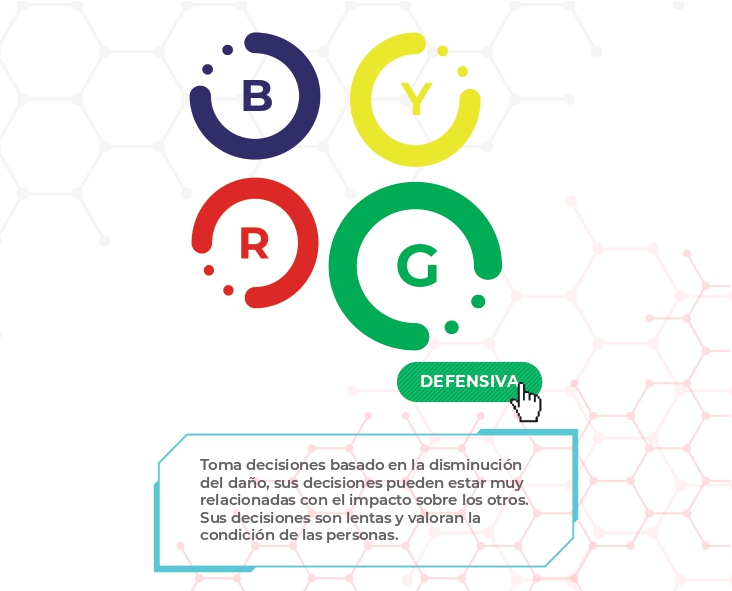 B
Y
R
G
DEFENSIVA
Toma decisiones basado en la disminución
del daño, sus decisiones pueden estar muy
relacionadas con el impacto sobre los otros.
Sus decisiones son lentas y valoran la
condición de las personas.